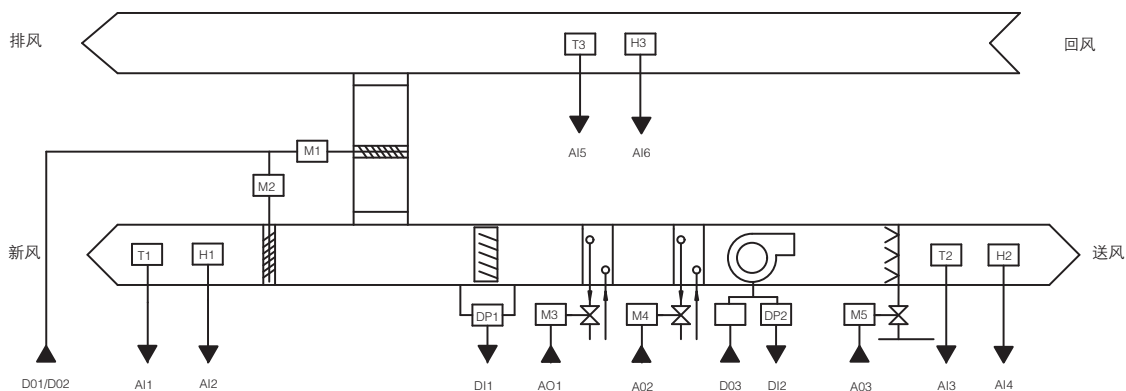 排风
T3
H3
回风
M1
AI5
AI6
M2
新风
T1
H1
T2
H2
送风
DP1
M3
M4
DP2
M5
D01/D02
AI1
AI2
DI1
AO1
A02
D03
DI2
A03
AI3
AI4